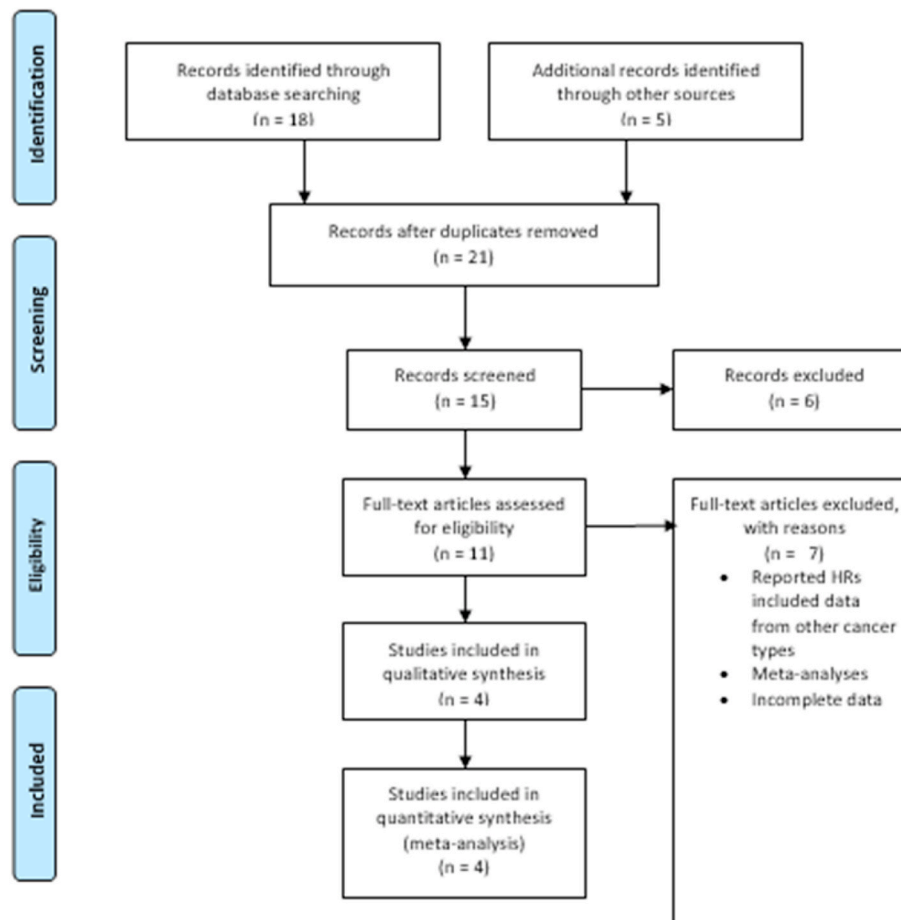 Identification
Records identified through
database searching
(n = 18)
Additional records identified
through other sources
(n = 5)
Records after duplicates removed
(n = 21)
Screening
Records screened
(n = 15)
Records excluded
(n = 6)
Eligibility
Full-text articles assessed
for eligibility
(n = 11)
Full-text articles excluded,
with reasons
(n = 7)
• Reported HRs
included data
from other cancer
types
• Meta-analyses
• Incomplete data
Studies included in
qualitative synthesis
(n = 4)
Included
Studies included in
quantitative synthesis
(meta-analysis)
(n = 4)